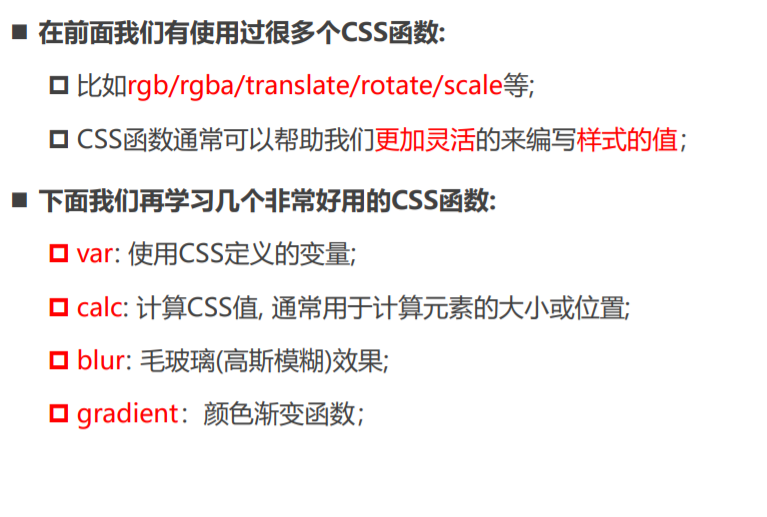 在前面我们有使用过很多个CSS函数:
比如rgb/rgba/translate/rotate/scale等;
CSS函数通常可以帮助我们更加灵活的来编写样式的值；
下面我们再学习几个非常好用的CSS函数:
var: 使用CSS定义的变量;
calc: 计算CSS值, 通常用于计算元素的大小或位置;
blur: 毛玻璃(高斯模糊)效果;
gradient：颜色渐变函数；